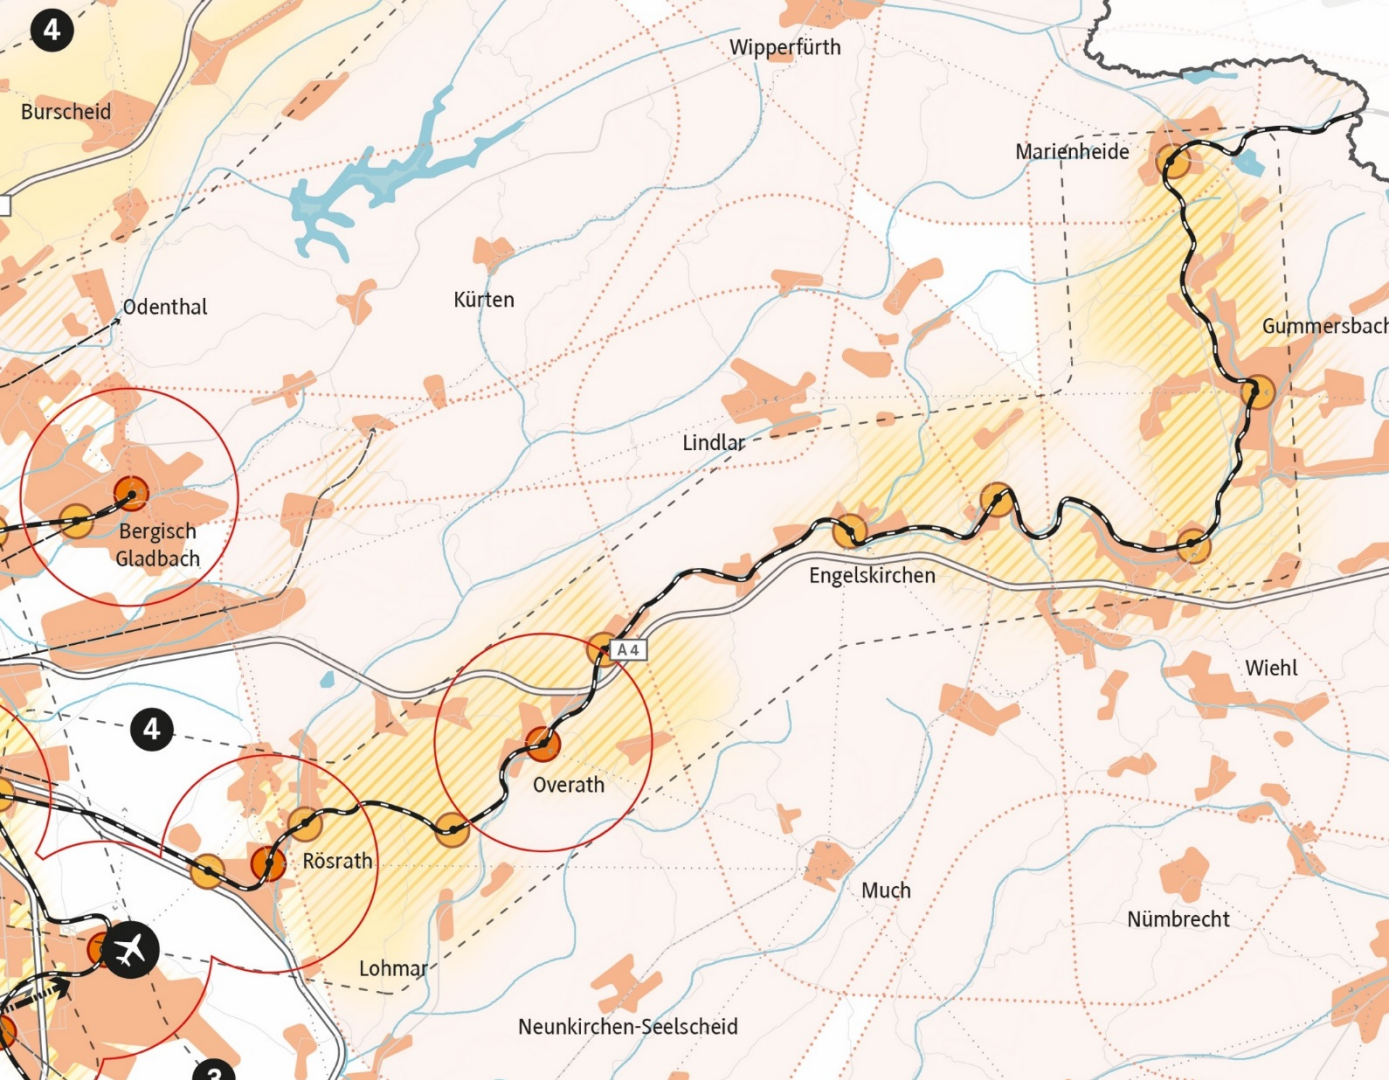 4
Wipperfürth
Burscheid
Marienheide
Odenthal
Kürten
Gummersbach
Lindlar
Bergisch
Gladbach
Engelskirchen
A 4
Wiehl
4
Overath
Rösrath
Much
Nümbrecht
Lohmar
Neunkirchen-Seelscheid
3